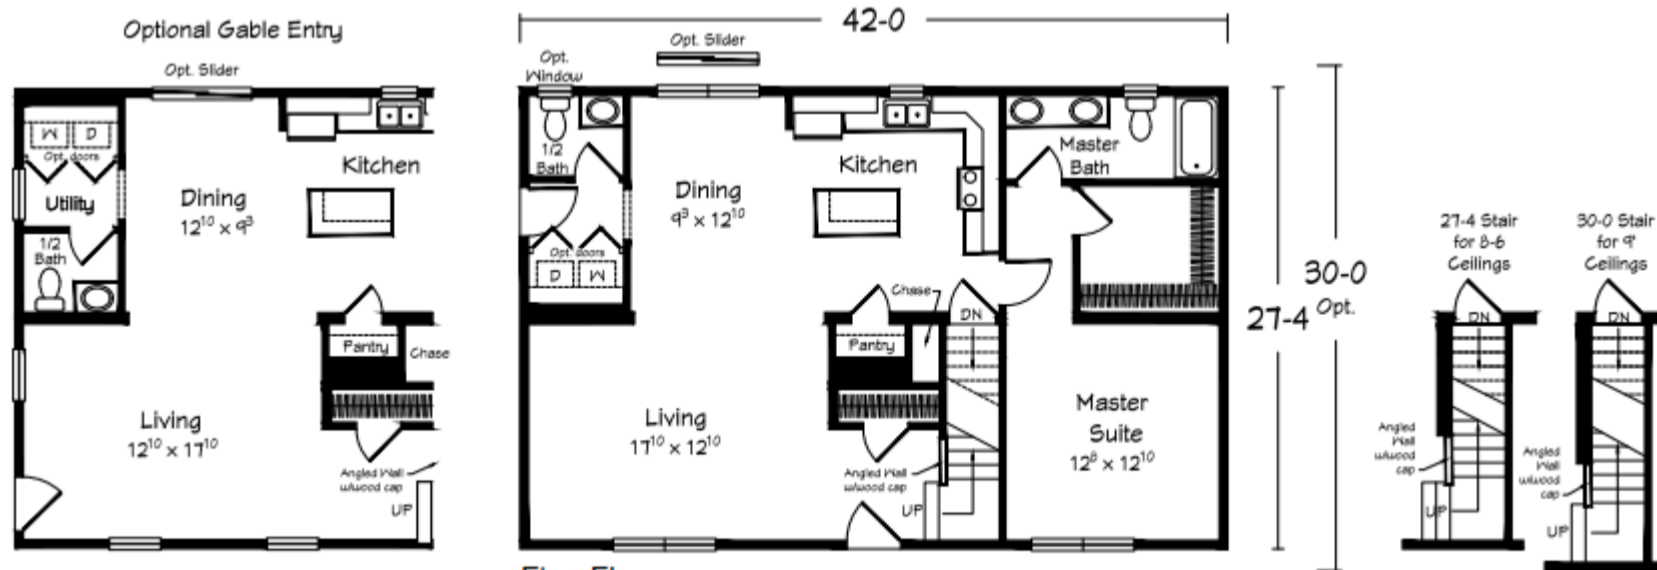 Optional Gable Entry
Opt. Slider
W D
Opt. doors
Utility
1/2
Bath
Dining
12¹⁰ x 9³
Kitchen
Pantry
Chase
Living
12¹⁰ x 17¹⁰
Angled Wall
w/wood cap
UP
42-0
Opt.
Window
Opt. Slider
1/2
Bath
Dining
9³ x 12¹⁰
Kitchen
Master
Bath
Opt. doors
D W
Chase
DN
Pantry
Living
17¹⁰ x 12¹⁰
Angled Wall
w/wood cap
UP
Master
Suite
12⁸ x 12¹⁰
30-0
Opt.
27-4
27-4 Stair
for 8-6
Ceilings
DN
Angled
Wall
w/wood
cap
UP
30-0 Stair
for 9'
Ceilings
DN
Angled
Wall
w/wood
cap
UP